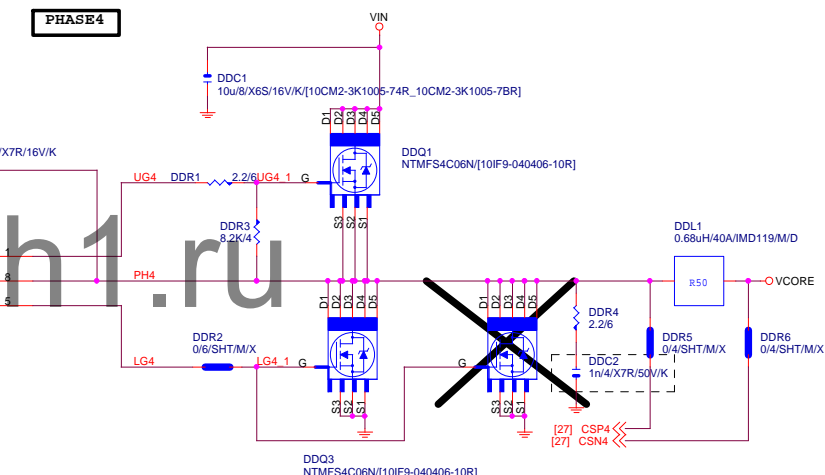 PHASE4
VIN
DDC1
10u/8/X6S/16V/K/[10CM2-3K1005-74R_10CM2-3K1005-7BR]
D1 D2 D3 D4 D5
DDQ1
NTMFS4C06N/[10IF9-040406-10R]
/X7R/16V/K
UG4 DDR1 2.2/6 UG4_1 G
S3 S2 S1
DDR3
8.2K/4
h1.ru
1
8
5
PH4
DDL1
0.68uH/40A/IMD119/M/D
R50
VCORE
D1 D2 D3 D4 D5
D1 D2 D3 D4 D5
DDR4
2.2/6
DDR2
0/6/SHT/M/X
DDR5
0/4/SHT/M/X
DDR6
0/4/SHT/M/X
LG4 LG4_1 G
G
DDC2
1n/4/X7R/50V/K
S3 S2 S1
S3 S2 S1
[27] CSP4
[27] CSN4
DDQ3
NTMFS4C06N/[10IF9-040406-10R]